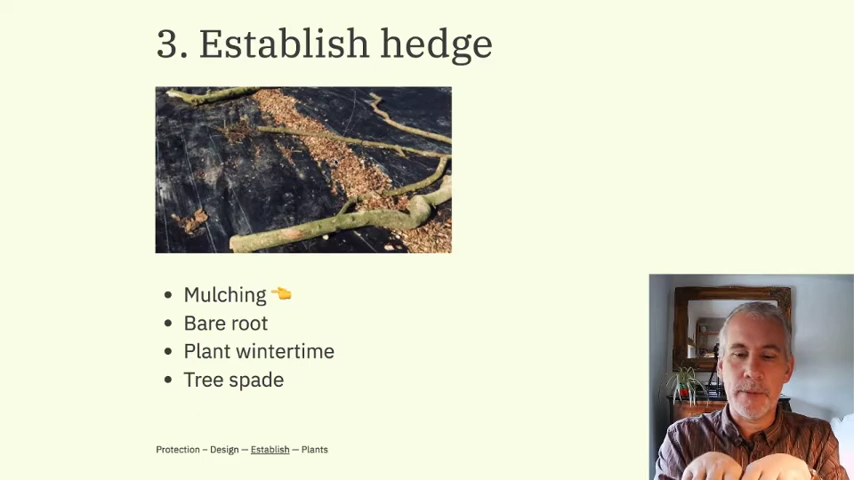 3. Establish hedge
• Mulching 👈
• Bare root
• Plant wintertime
• Tree spade
Protection – Design — Establish — Plants